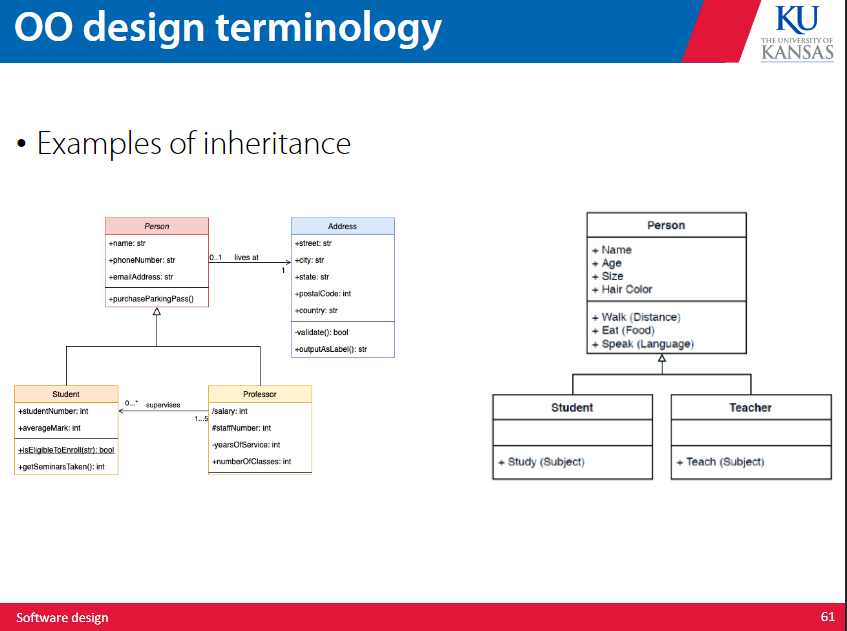 OO design terminology
KU
THE UNIVERSITY OF
KANSAS
• Examples of inheritance
Person
+name: str
+phoneNumber: str
+emailAddress: str
+purchaseParkingPass()
0..1 lives at
1
Address
+street: str
+city: str
+state: str
+postalCode: int
+country: str
-validate(): bool
+outputAsLabel(): str
Student
+studentNumber: int
+averageMark: int
+isEligibleToEnroll(str): bool
+getSeminarsTaken(): int
0...* supervises
1...5
Professor
/salary: int
#staffNumber: int
-yearsOfService: int
+numberOfClasses: int
Person
+ Name
+ Age
+ Size
+ Hair Color
+ Walk (Distance)
+ Eat (Food)
+ Speak (Language)
Student
+ Study (Subject)
Teacher
+ Teach (Subject)
Software design
61